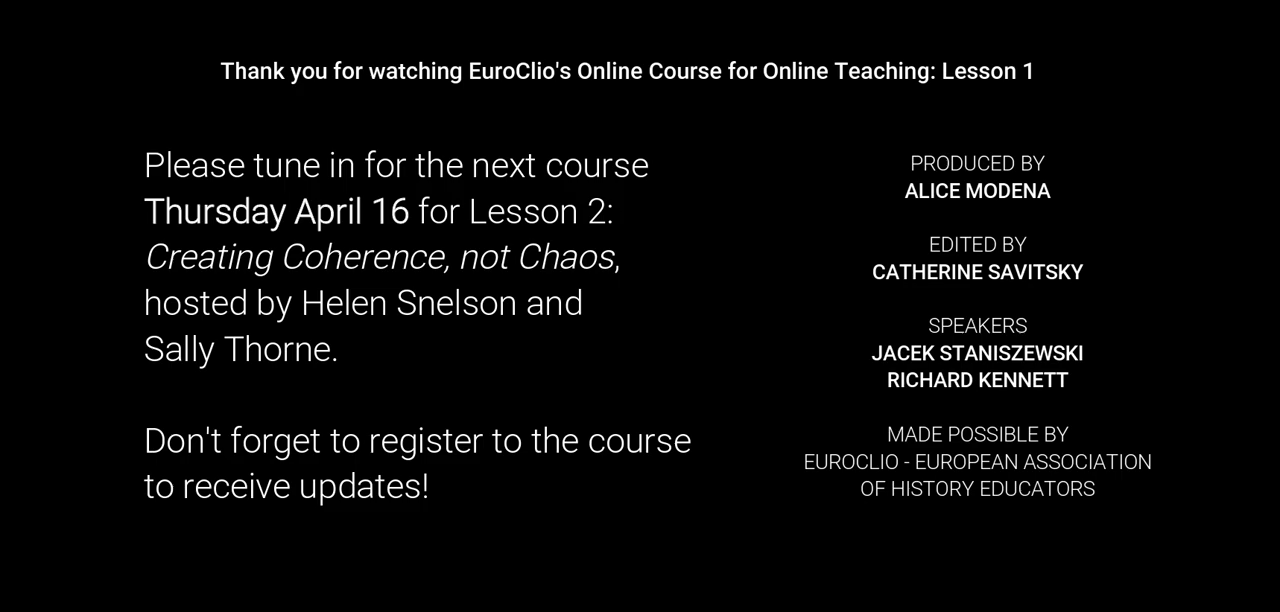 Thank you for watching EuroClio's Online Course for Online Teaching: Lesson 1
Please tune in for the next course
Thursday April 16 for Lesson 2:
Creating Coherence, not Chaos,
hosted by Helen Snelson and
Sally Thorne.
Don't forget to register to the course
to receive updates!
PRODUCED BY
ALICE MODENA
EDITED BY
CATHERINE SAVITSKY
SPEAKERS
JACEK STANISZEWSKI
RICHARD KENNETT
MADE POSSIBLE BY
EUROCLIO - EUROPEAN ASSOCIATION
OF HISTORY EDUCATORS